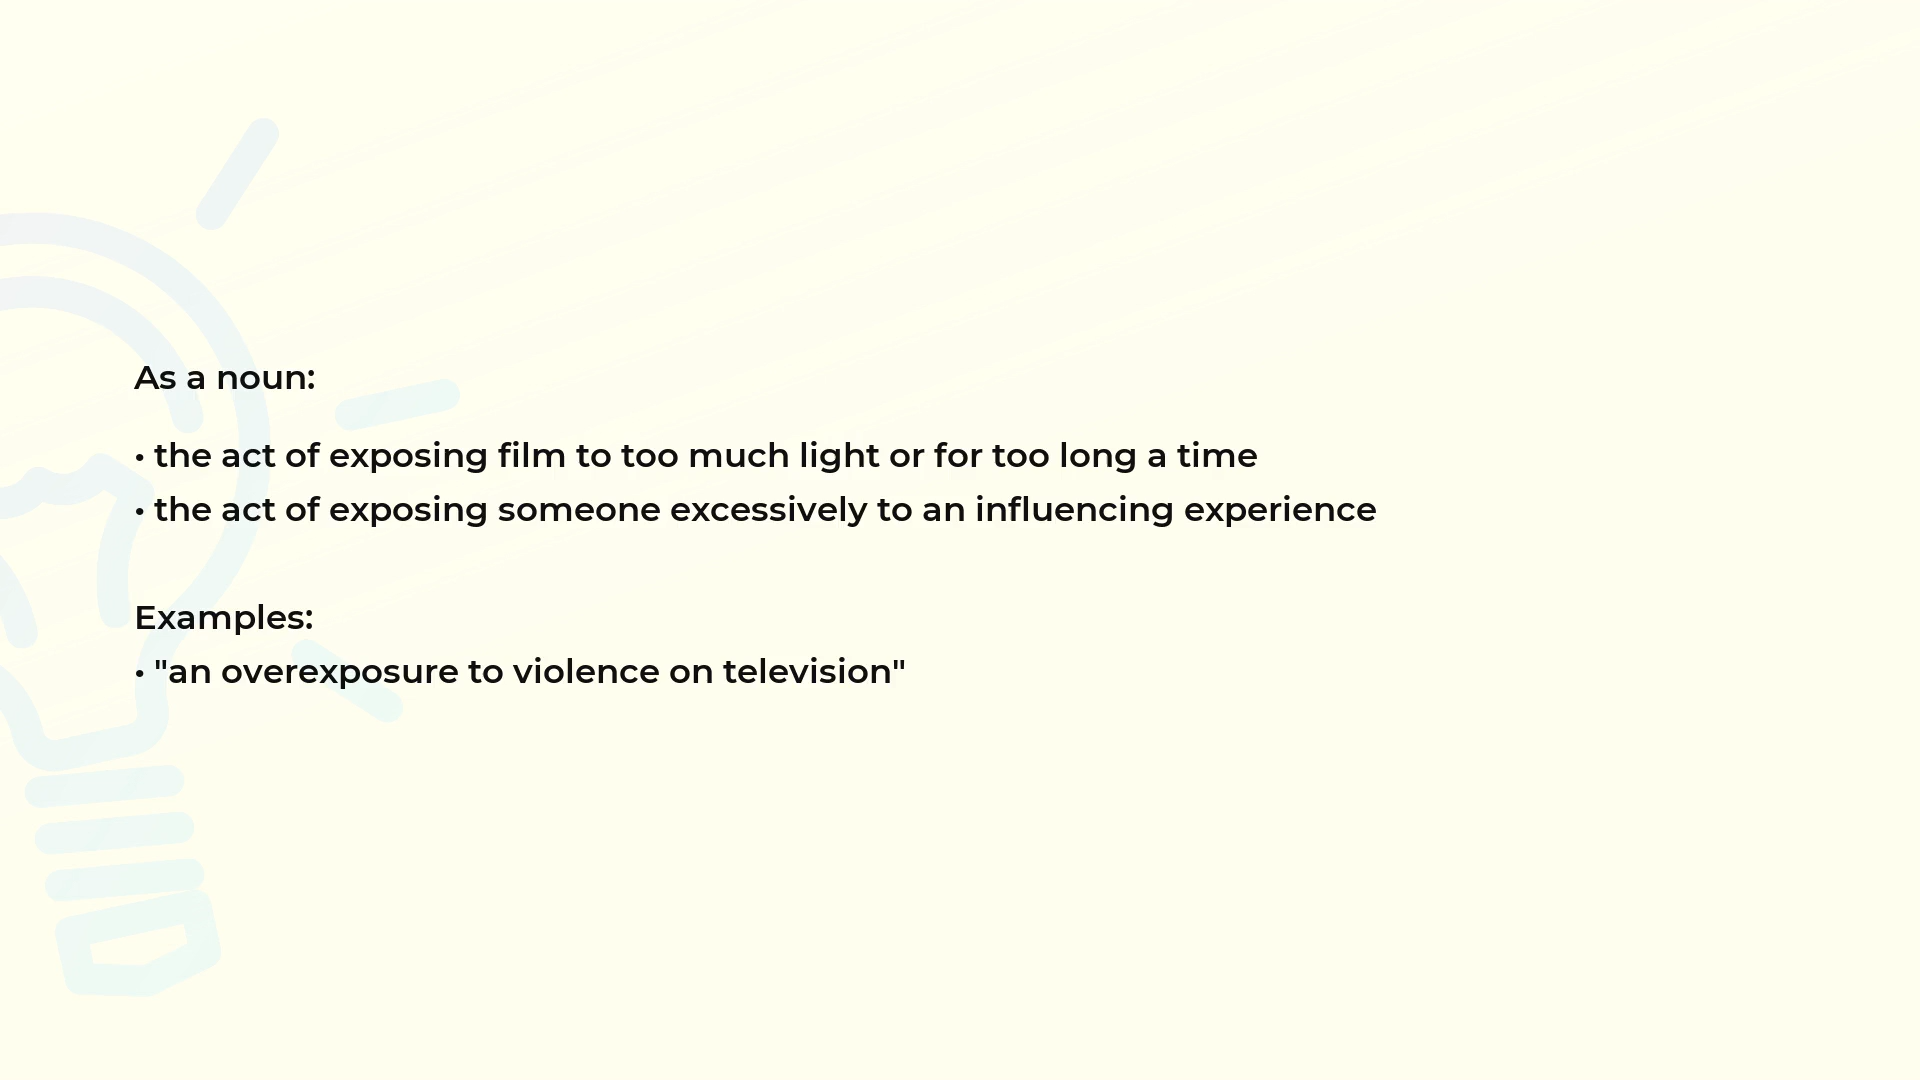 As a noun:
• the act of exposing film to too much light or for too long a time
• the act of exposing someone excessively to an influencing experience
Examples:
• "an overexposure to violence on television"